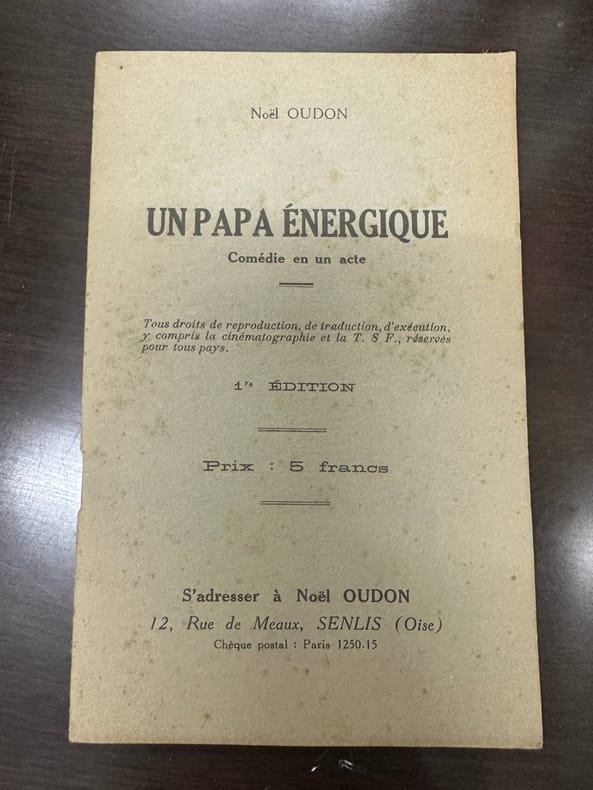 Noël OUDON
UN PAPA ÉNERGIQUE
Comédie en un acte
Tous droits de reproduction, de traduction, d'exécution,
y compris la cinématographie et la T. S F., réservés
pour tous pays.
1re ÉDITION
Prix : 5 francs
S'adresser à Noël OUDON
12, Rue de Meaux, SENLIS (Oise)
Chèque postal : Paris 1250.15